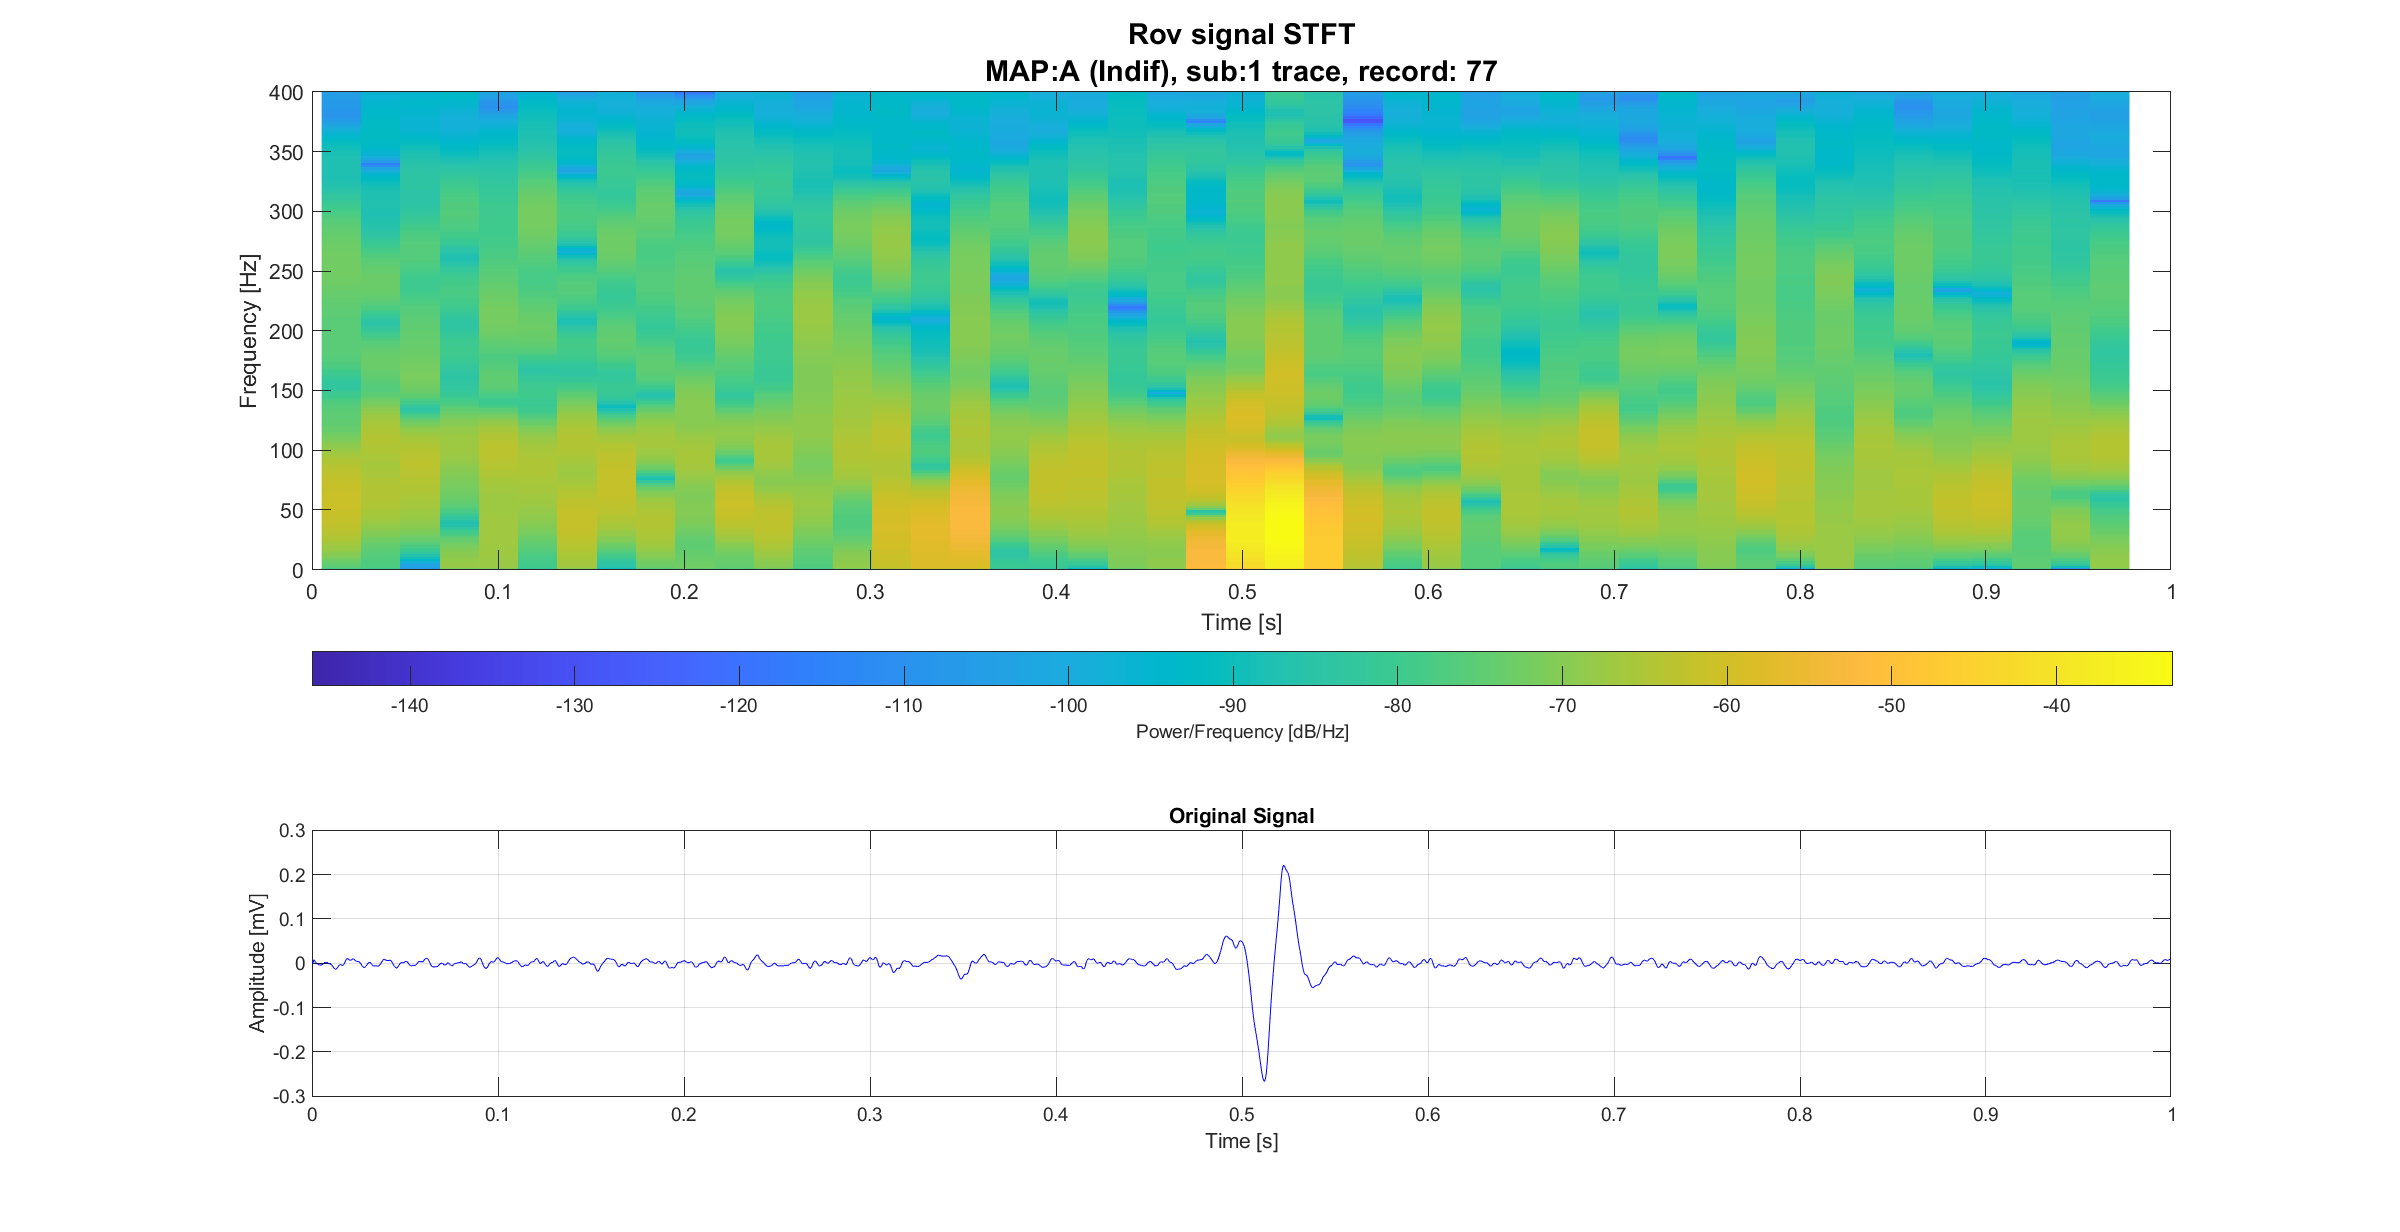 Rov signal STFT
MAP:A (Indif), sub:1 trace, record: 77
400
350
300
250
200
150
100
50
0
Frequency [Hz]
0 0.1 0.2 0.3 0.4 0.5 0.6 0.7 0.8 0.9 1
Time [s]
-140 -130 -120 -110 -100 -90 -80 -70 -60 -50 -40
Power/Frequency [dB/Hz]
Original Signal
0.3
0.2
0.1
0
-0.1
-0.2
-0.3
Amplitude [mV]
0 0.1 0.2 0.3 0.4 0.5 0.6 0.7 0.8 0.9 1
Time [s]